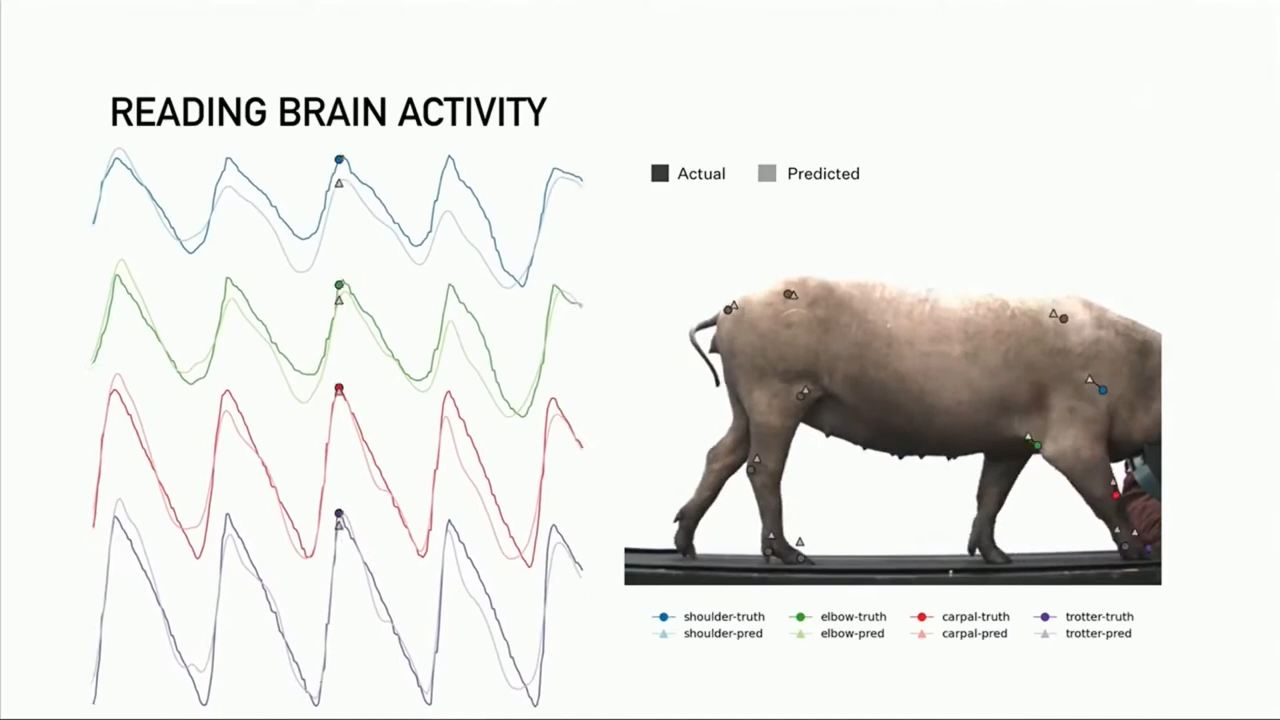 READING BRAIN ACTIVITY
Actual Predicted
shoulder-truth elbow-truth carpal-truth trotter-truth
shoulder-pred elbow-pred carpal-pred trotter-pred